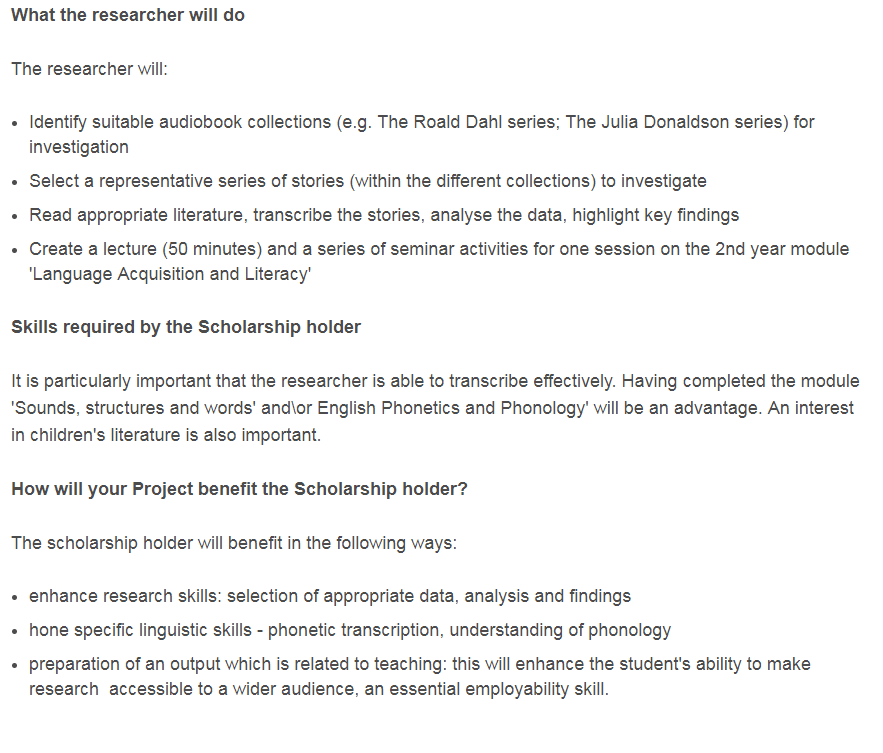 What the researcher will do
The researcher will:
• Identify suitable audiobook collections (e.g. The Roald Dahl series; The Julia Donaldson series) for
investigation
• Select a representative series of stories (within the different collections) to investigate
• Read appropriate literature, transcribe the stories, analyse the data, highlight key findings
• Create a lecture (50 minutes) and a series of seminar activities for one session on the 2nd year module
'Language Acquisition and Literacy'
Skills required by the Scholarship holder
It is particularly important that the researcher is able to transcribe effectively. Having completed the module
'Sounds, structures and words' and\or English Phonetics and Phonology' will be an advantage. An interest
in children's literature is also important.
How will your Project benefit the Scholarship holder?
The scholarship holder will benefit in the following ways:
• enhance research skills: selection of appropriate data, analysis and findings
• hone specific linguistic skills - phonetic transcription, understanding of phonology
• preparation of an output which is related to teaching: this will enhance the student's ability to make
research  accessible to a wider audience, an essential employability skill.